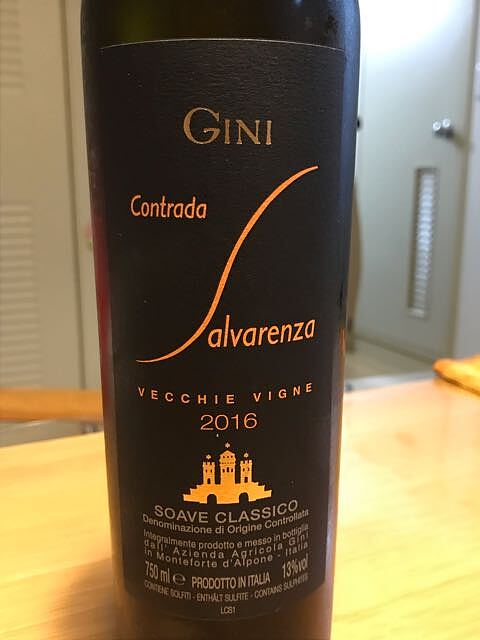 GINI
Contrada
Salvarenza
VECCHIE VIGNE
2016
SOAVE CLASSICO
Denominazione di Origine Controllata
Integralmente prodotto e messo in bottiglia
dall' Azienda Agricola Gini
in Monteforte d'Alpone - Italia
750 ml e PRODOTTO IN ITALIA 13%vol
CONTIENE SOLFITI - ENTHÄLT SULFITE - CONTAINS SULPHITES
LCS1